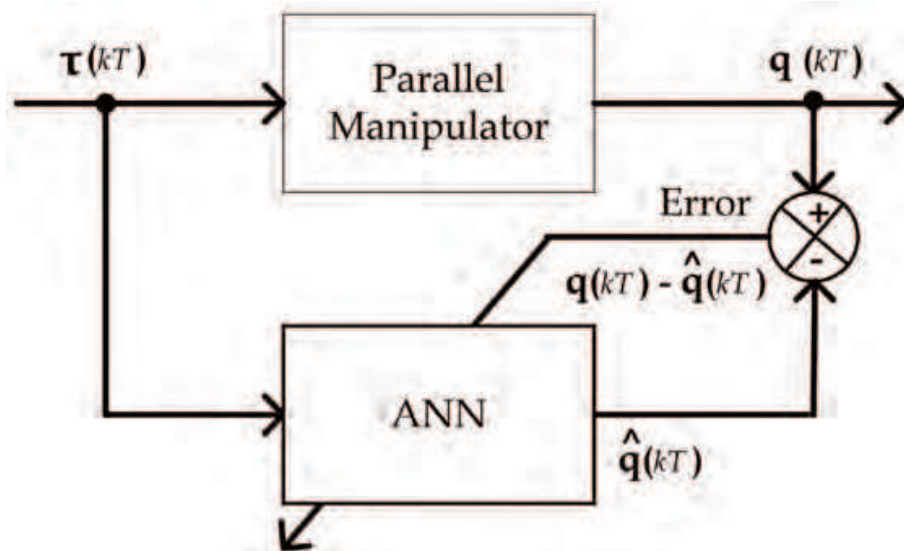 τ(kT)
Parallel
Manipulator
q (kT)
Error
+
-
q(kT) - q̂(kT)
ANN
q̂(kT)